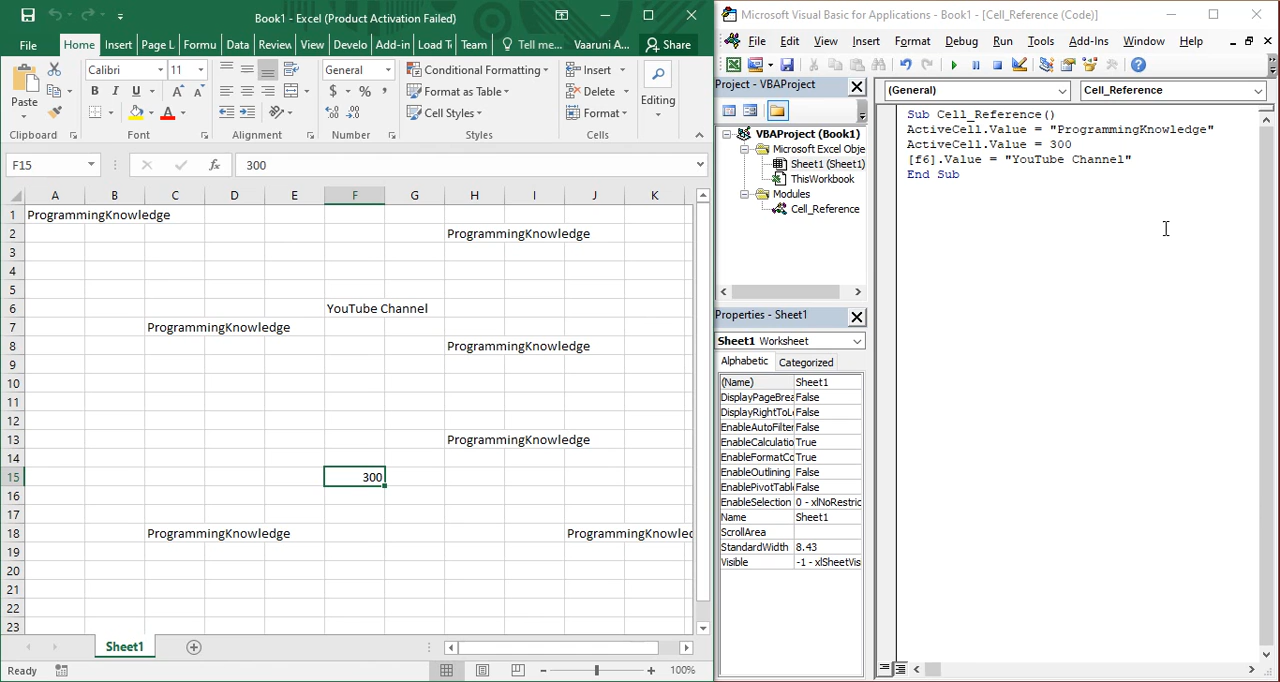 Book1 - Excel (Product Activation Failed)
File Home Insert Page L Formu Data Review View Develo Add-in Load T Team Tell me... Vaaruni A... Share
Paste
Calibri 11
B I U
A A
General
$ % ,
Conditional Formatting
Format as Table
Cell Styles
Insert
Delete
Format
Editing
Clipboard Font Alignment Number Styles Cells
F15 fx 300
A B C D E F G H I J K
1 ProgrammingKnowledge
2 ProgrammingKnowledge
3
4
5
6 YouTube Channel
7 ProgrammingKnowledge
8 ProgrammingKnowledge
9
10
11
12
13 ProgrammingKnowledge
14
15 300
16
17
18 ProgrammingKnowledge ProgrammingKnowled
19
20
21
22
23
Sheet1
Ready 100%
Microsoft Visual Basic for Applications - Book1 - [Cell_Reference (Code)]
File Edit View Insert Format Debug Run Tools Add-Ins Window Help
Project - VBAProject
VBAProject (Book1)
Microsoft Excel Obje
Sheet1 (Sheet1)
ThisWorkbook
Modules
Cell_Reference
Properties - Sheet1
Sheet1 Worksheet
Alphabetic Categorized
(Name) Sheet1
DisplayPageBrea False
DisplayRightToLe False
EnableAutoFilter False
EnableCalculatio True
EnableFormatCo True
EnableOutlining False
EnablePivotTabl False
EnableSelection 0 - xlNoRestric
Name Sheet1
ScrollArea
StandardWidth 8.43
Visible -1 - xlSheetVis
(General) Cell_Reference
Sub Cell_Reference()
ActiveCell.Value = "ProgrammingKnowledge"
ActiveCell.Value = 300
[f6].Value = "YouTube Channel"
End Sub